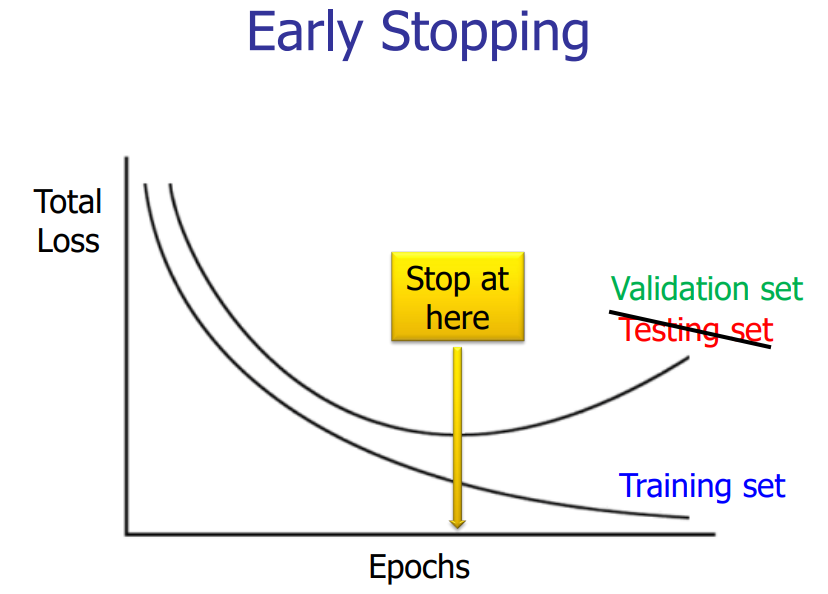 Early Stopping
Total
Loss
Stop at
here
Validation set
Testing set
Training set
Epochs